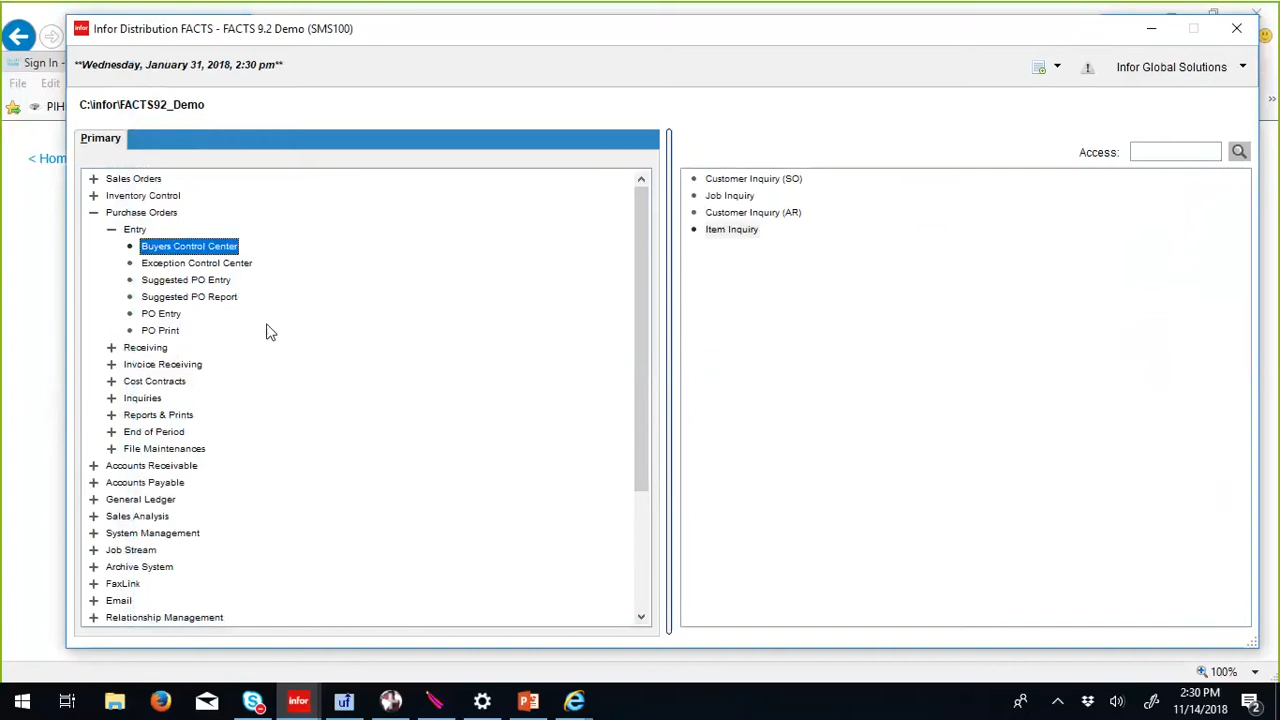 infor
Infor Distribution FACTS - FACTS 9.2 Demo (SMS100)
Sign In -
**Wednesday, January 31, 2018, 2:30 pm**
Infor Global Solutions
File
Edit
PIH
C:\infor\FACTS92_Demo
< Hom
Primary
Access:
Sales Orders
Inventory Control
Purchase Orders
Entry
Buyers Control Center
Exception Control Center
Suggested PO Entry
Suggested PO Report
PO Entry
PO Print
Receiving
Invoice Receiving
Cost Contracts
Inquiries
Reports & Prints
End of Period
File Maintenances
Accounts Receivable
Accounts Payable
General Ledger
Sales Analysis
System Management
Job Stream
Archive System
FaxLink
Email
Relationship Management
Customer Inquiry (SO)
Job Inquiry
Customer Inquiry (AR)
Item Inquiry
100%
infor
uf
2:30 PM
11/14/2018
2